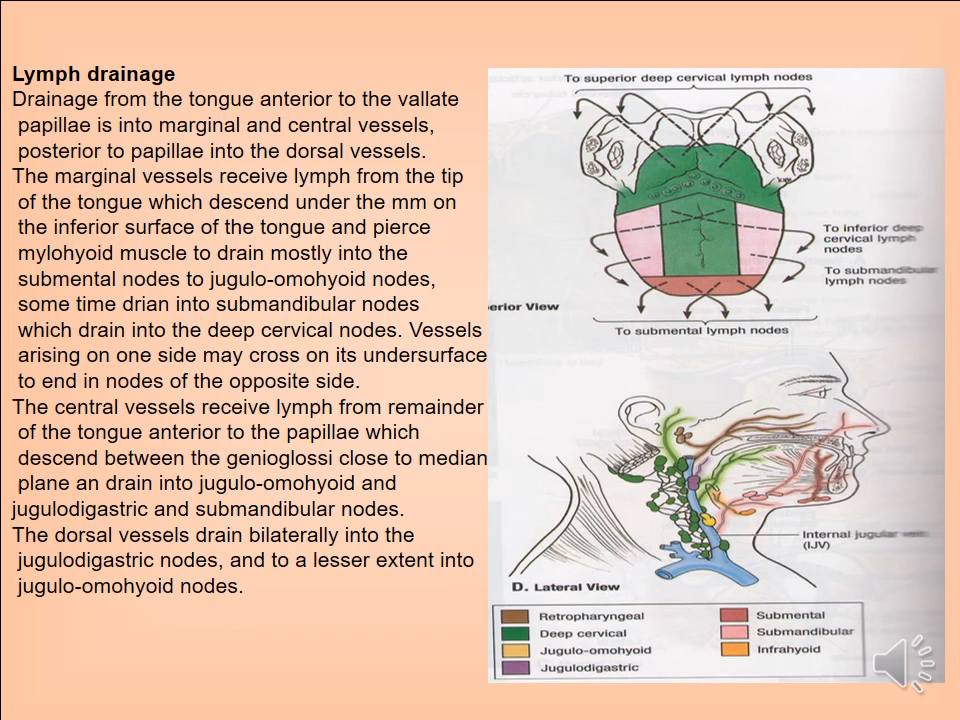 Lymph drainage
Drainage from the tongue anterior to the vallate
papillae is into marginal and central vessels,
posterior to papillae into the dorsal vessels.
The marginal vessels receive lymph from the tip
of the tongue which descend under the mm on
the inferior surface of the tongue and pierce
mylohyoid muscle to drain mostly into the
submental nodes to jugulo-omohyoid nodes,
some time drian into submandibular nodes
which drain into the deep cervical nodes. Vessels
arising on one side may cross on its undersurface
to end in nodes of the opposite side.
The central vessels receive lymph from remainder
of the tongue anterior to the papillae which
descend between the genioglossi close to median
plane an drain into jugulo-omohyoid and
jugulodigastric and submandibular nodes.
The dorsal vessels drain bilaterally into the
jugulodigastric nodes, and to a lesser extent into
jugulo-omohyoid nodes.
To superior deep cervical lymph nodes
To inferior deep
cervical lymph
nodes
To submandibular
lymph nodes
erior View
To submental lymph nodes
Internal jugular vein
(IJV)
D. Lateral View
Retropharyngeal
Deep cervical
Jugulo-omohyoid
Jugulodigastric
Submental
Submandibular
Infrahyoid